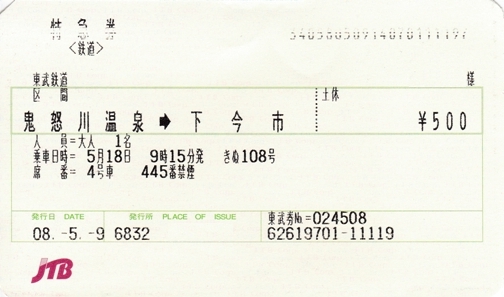 特急券
<鉄道>
東武鉄道 様
区間 土休
鬼怒川温泉➡下今市 ¥500
人員=大人 1名
乗車日時= 5月18日 9時15分発 きぬ108号
席番= 4号車 445番禁煙
発行日 DATE 発行所 PLACE OF ISSUE 東武券No.=024508
08.-5.-9 6832 62619701-11119
JTB